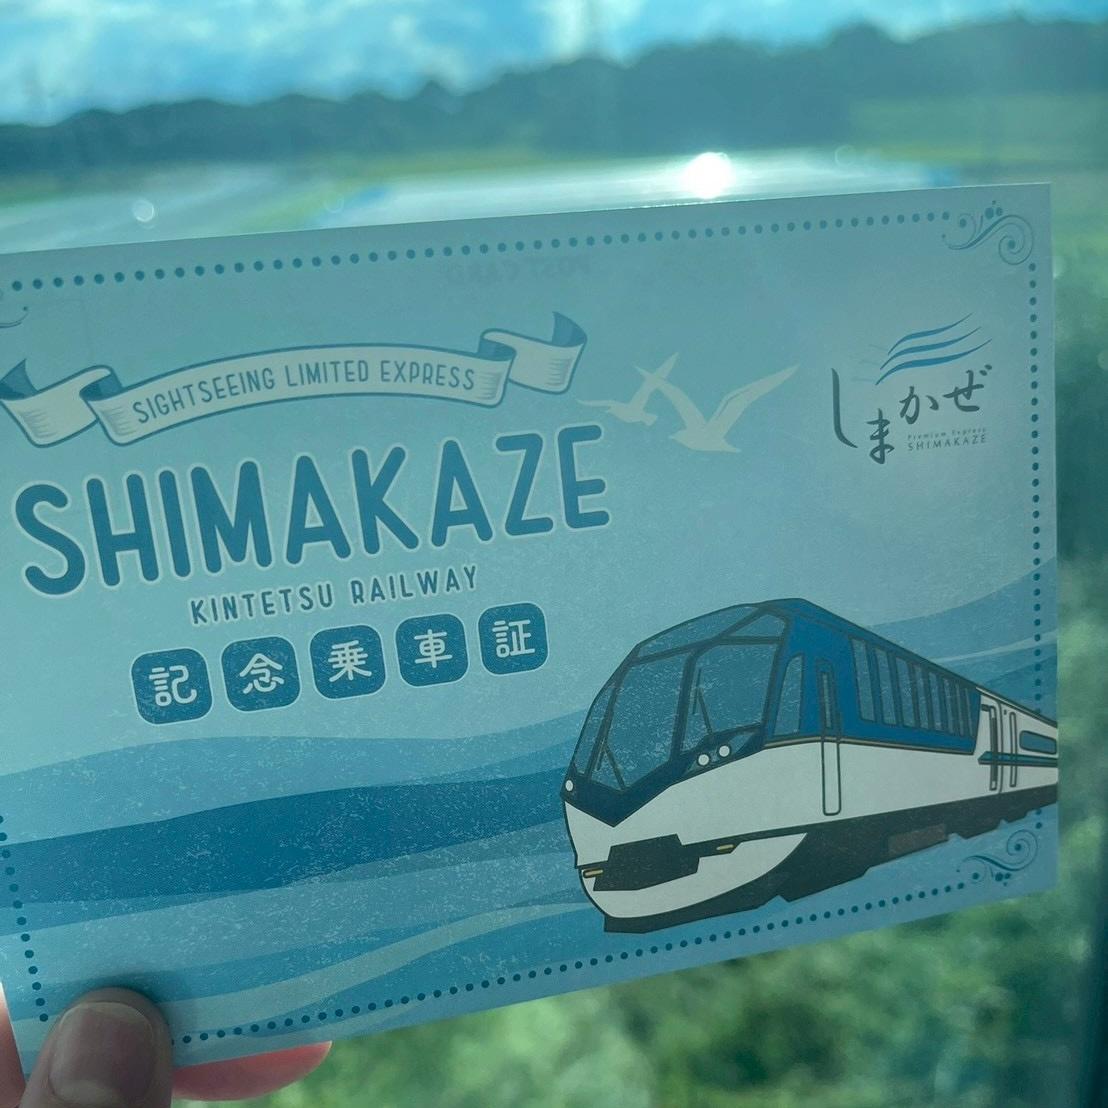 SIGHTSEEING LIMITED EXPRESS
SHIMAKAZE
KINTETSU RAILWAY
記念乗車証
しまかぜ
Premium Express
SHIMAKAZE